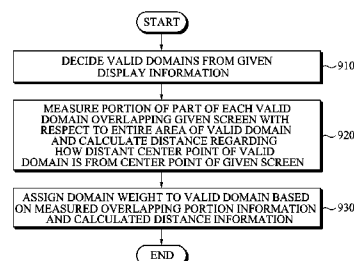 START
DECIDE VALID DOMAINS FROM GIVEN
DISPLAY INFORMATION
910
MEASURE PORTION OF PART OF EACH VALID
DOMAIN OVERLAPPING GIVEN SCREEN WITH
RESPECT TO ENTIRE AREA OF VALID DOMAIN
AND CALCULATE DISTANCE REGARDING
HOW DISTANT CENTER POINT OF VALID
DOMAIN IS FROM CENTER POINT OF GIVEN SCREEN
920
ASSIGN DOMAIN WEIGHT TO VALID DOMAIN BASED
ON MEASURED OVERLAPPING PORTION INFORMATION
AND CALCULATED DISTANCE INFORMATION
930
END